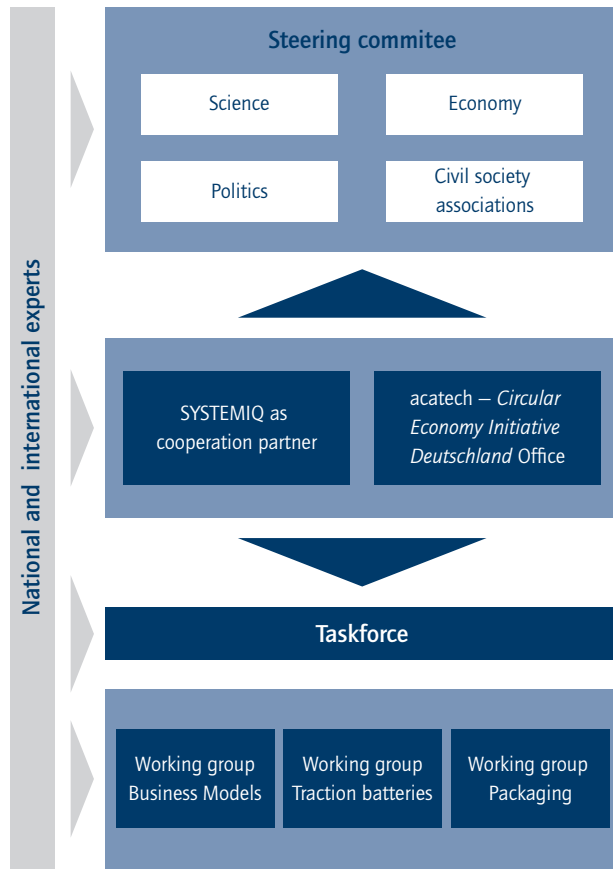 National and international experts
Steering commitee
Science
Economy
Politics
Civil society
associations
SYSTEMIQ as
cooperation partner
acatech – Circular
Economy Initiative
Deutschland Office
Taskforce
Working group
Business Models
Working group
Traction batteries
Working group
Packaging